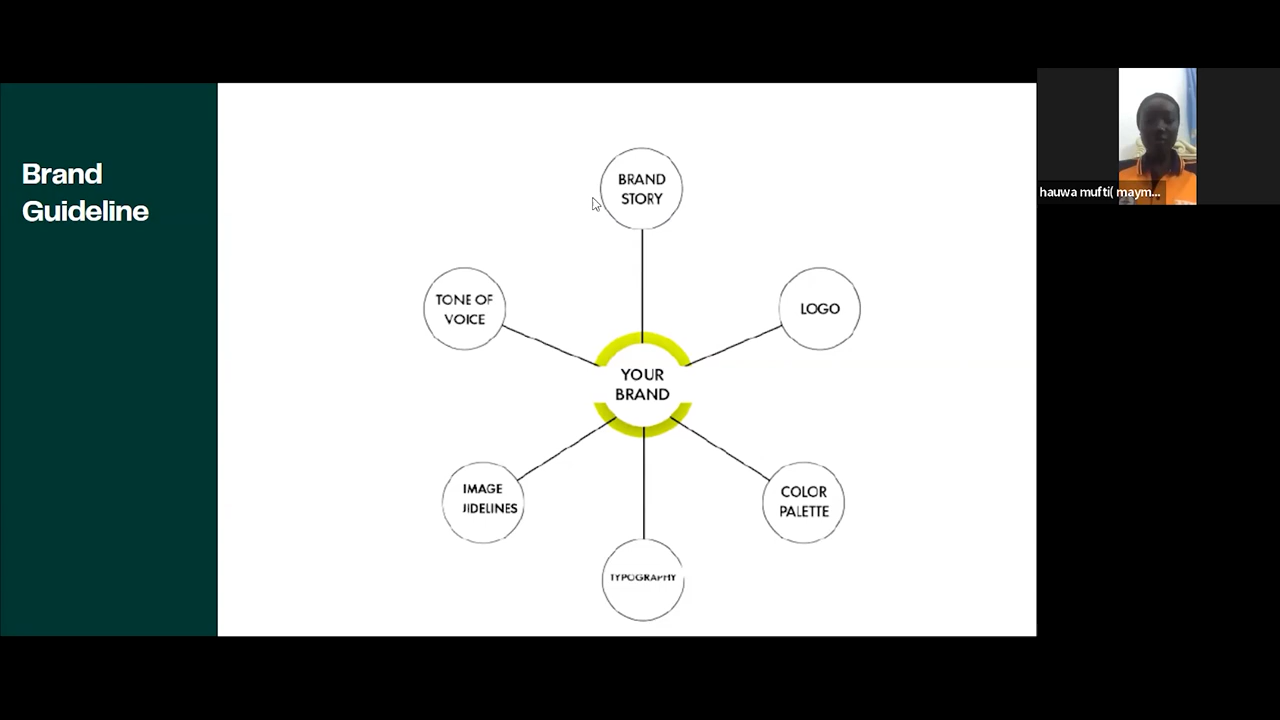 Brand
Guideline
BRAND
STORY
TONE OF
VOICE
LOGO
YOUR
BRAND
IMAGE
JIDELINES
COLOR
PALETTE
TYPOGRAPHY
hauwa mufti( maym...